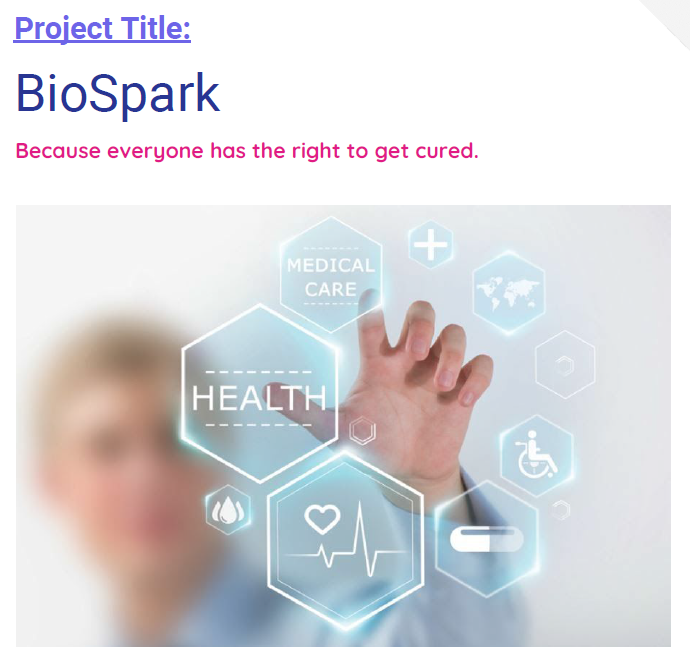 Project Title:
BioSpark
Because everyone has the right to get cured.
MEDICAL
CARE
HEALTH